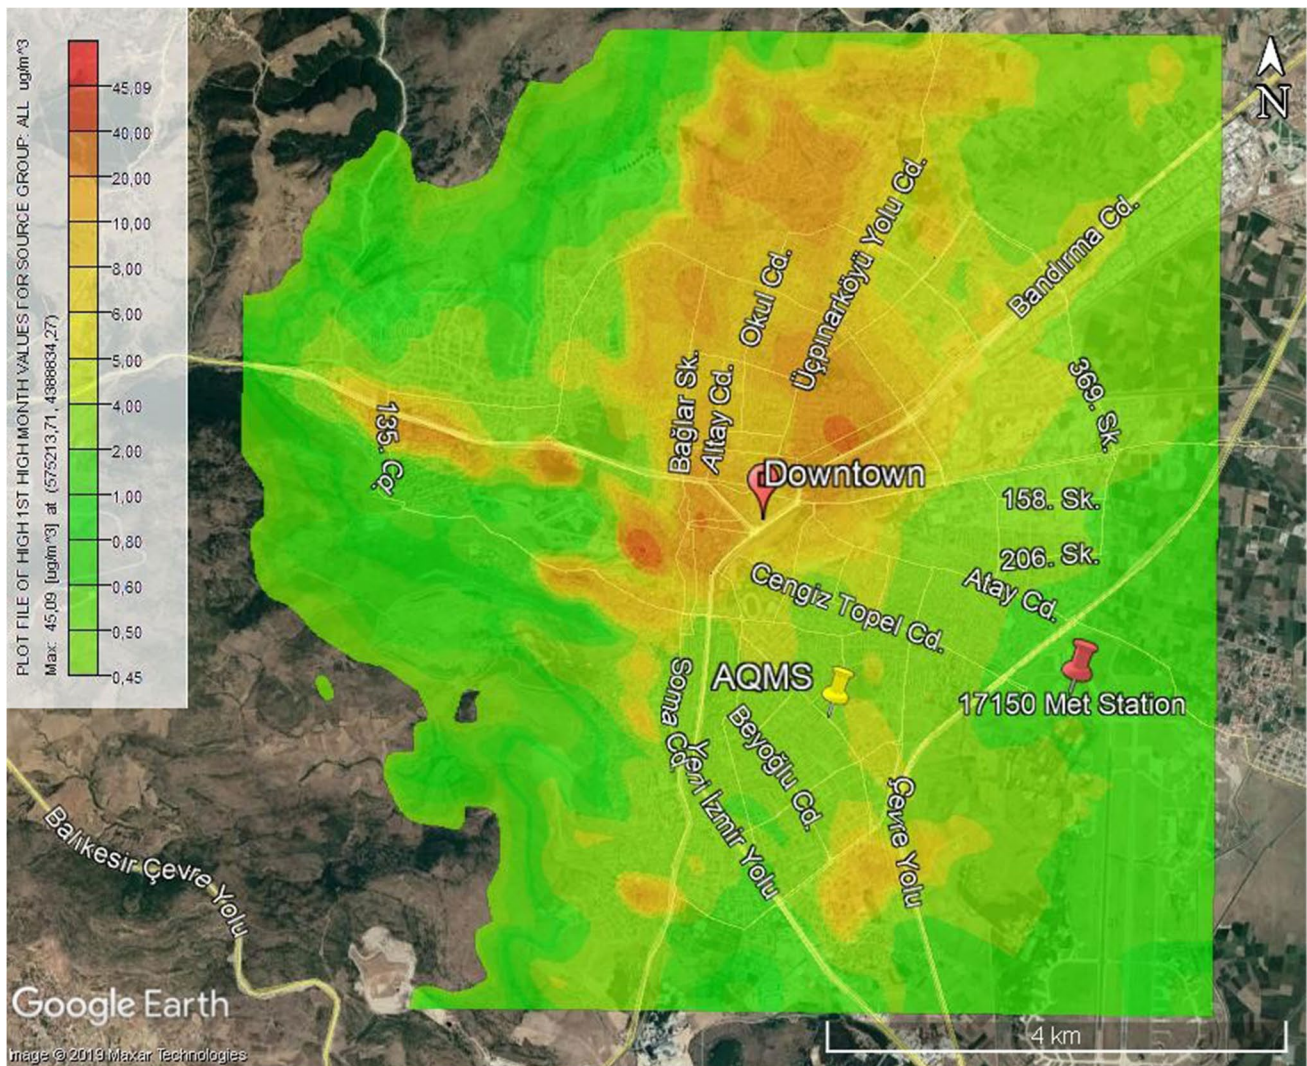 PLOT FILE OF HIGH 1ST HIGH MONTH VALUES FOR SOURCE GROUP: ALL ug/m^3
Max: 45,09 [ug/m^3] at (575213,71, 4388834,27)
45,09
40,00
20,00
10,00
8,00
6,00
5,00
4,00
2,00
1,00
0,80
0,60
0,50
0,45
N
Üçpınarköyü Yolu Cd.
Bandırma Cd.
Okul Cd.
Bağlar Sk.
Altay Cd.
369. Sk.
135. Cd.
Downtown
158. Sk.
206. Sk.
Atay Cd.
Cengiz Topel Cd.
AQMS
17150 Met Station
Soma Cd.
Beyoğlu Cd.
Yeni İzmir Yolu
Çevre Yolu
Balıkesir Çevre Yolu
Google Earth
4 km
Image © 2019 Maxar Technologies